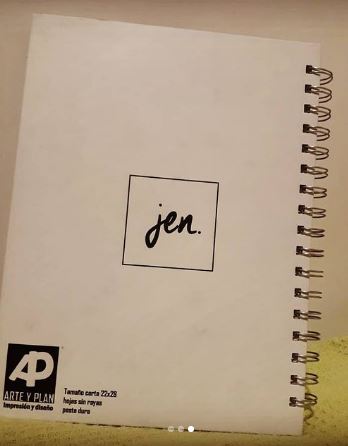 jen.
AP
ARTE Y PLAN
Impresión y diseño
Tamaño carta 22x28
hojas sin rayas
pasta dura